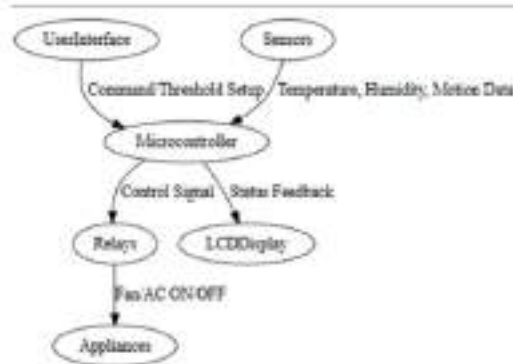 UserInterface Sensors
Command/Threshold Setup Temperature, Humidity, Motion Data
Microcontroller
Control Signal Status Feedback
Relays LCDDisplay
Fan/AC ON/OFF
Appliances